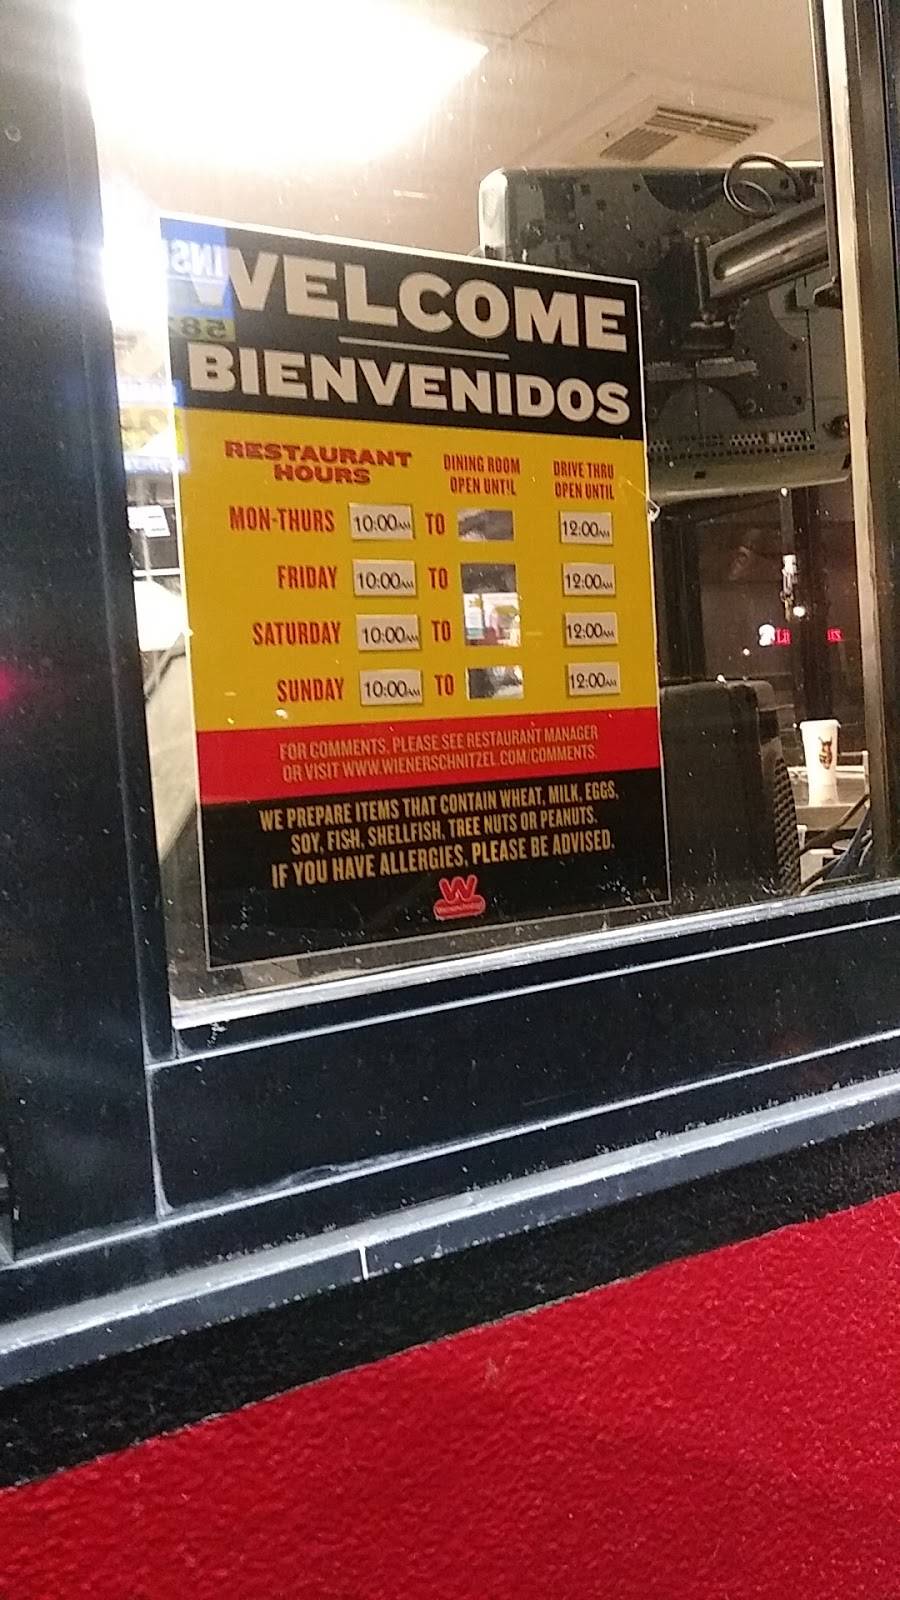 WELCOME
BIENVENIDOS
RESTAURANT HOURS
DINING ROOM OPEN UNTIL
DRIVE THRU OPEN UNTIL
MON-THURS 10:00AM TO 12:00AM
FRIDAY 10:00AM TO 12:00AM
SATURDAY 10:00AM TO 12:00AM
SUNDAY 10:00AM TO 12:00AM
FOR COMMENTS, PLEASE SEE RESTAURANT MANAGER
OR VISIT WWW.WIENERSCHNITZEL.COM/COMMENTS.
WE PREPARE ITEMS THAT CONTAIN WHEAT, MILK, EGGS,
SOY, FISH, SHELLFISH, TREE NUTS OR PEANUTS.
IF YOU HAVE ALLERGIES, PLEASE BE ADVISED.
W